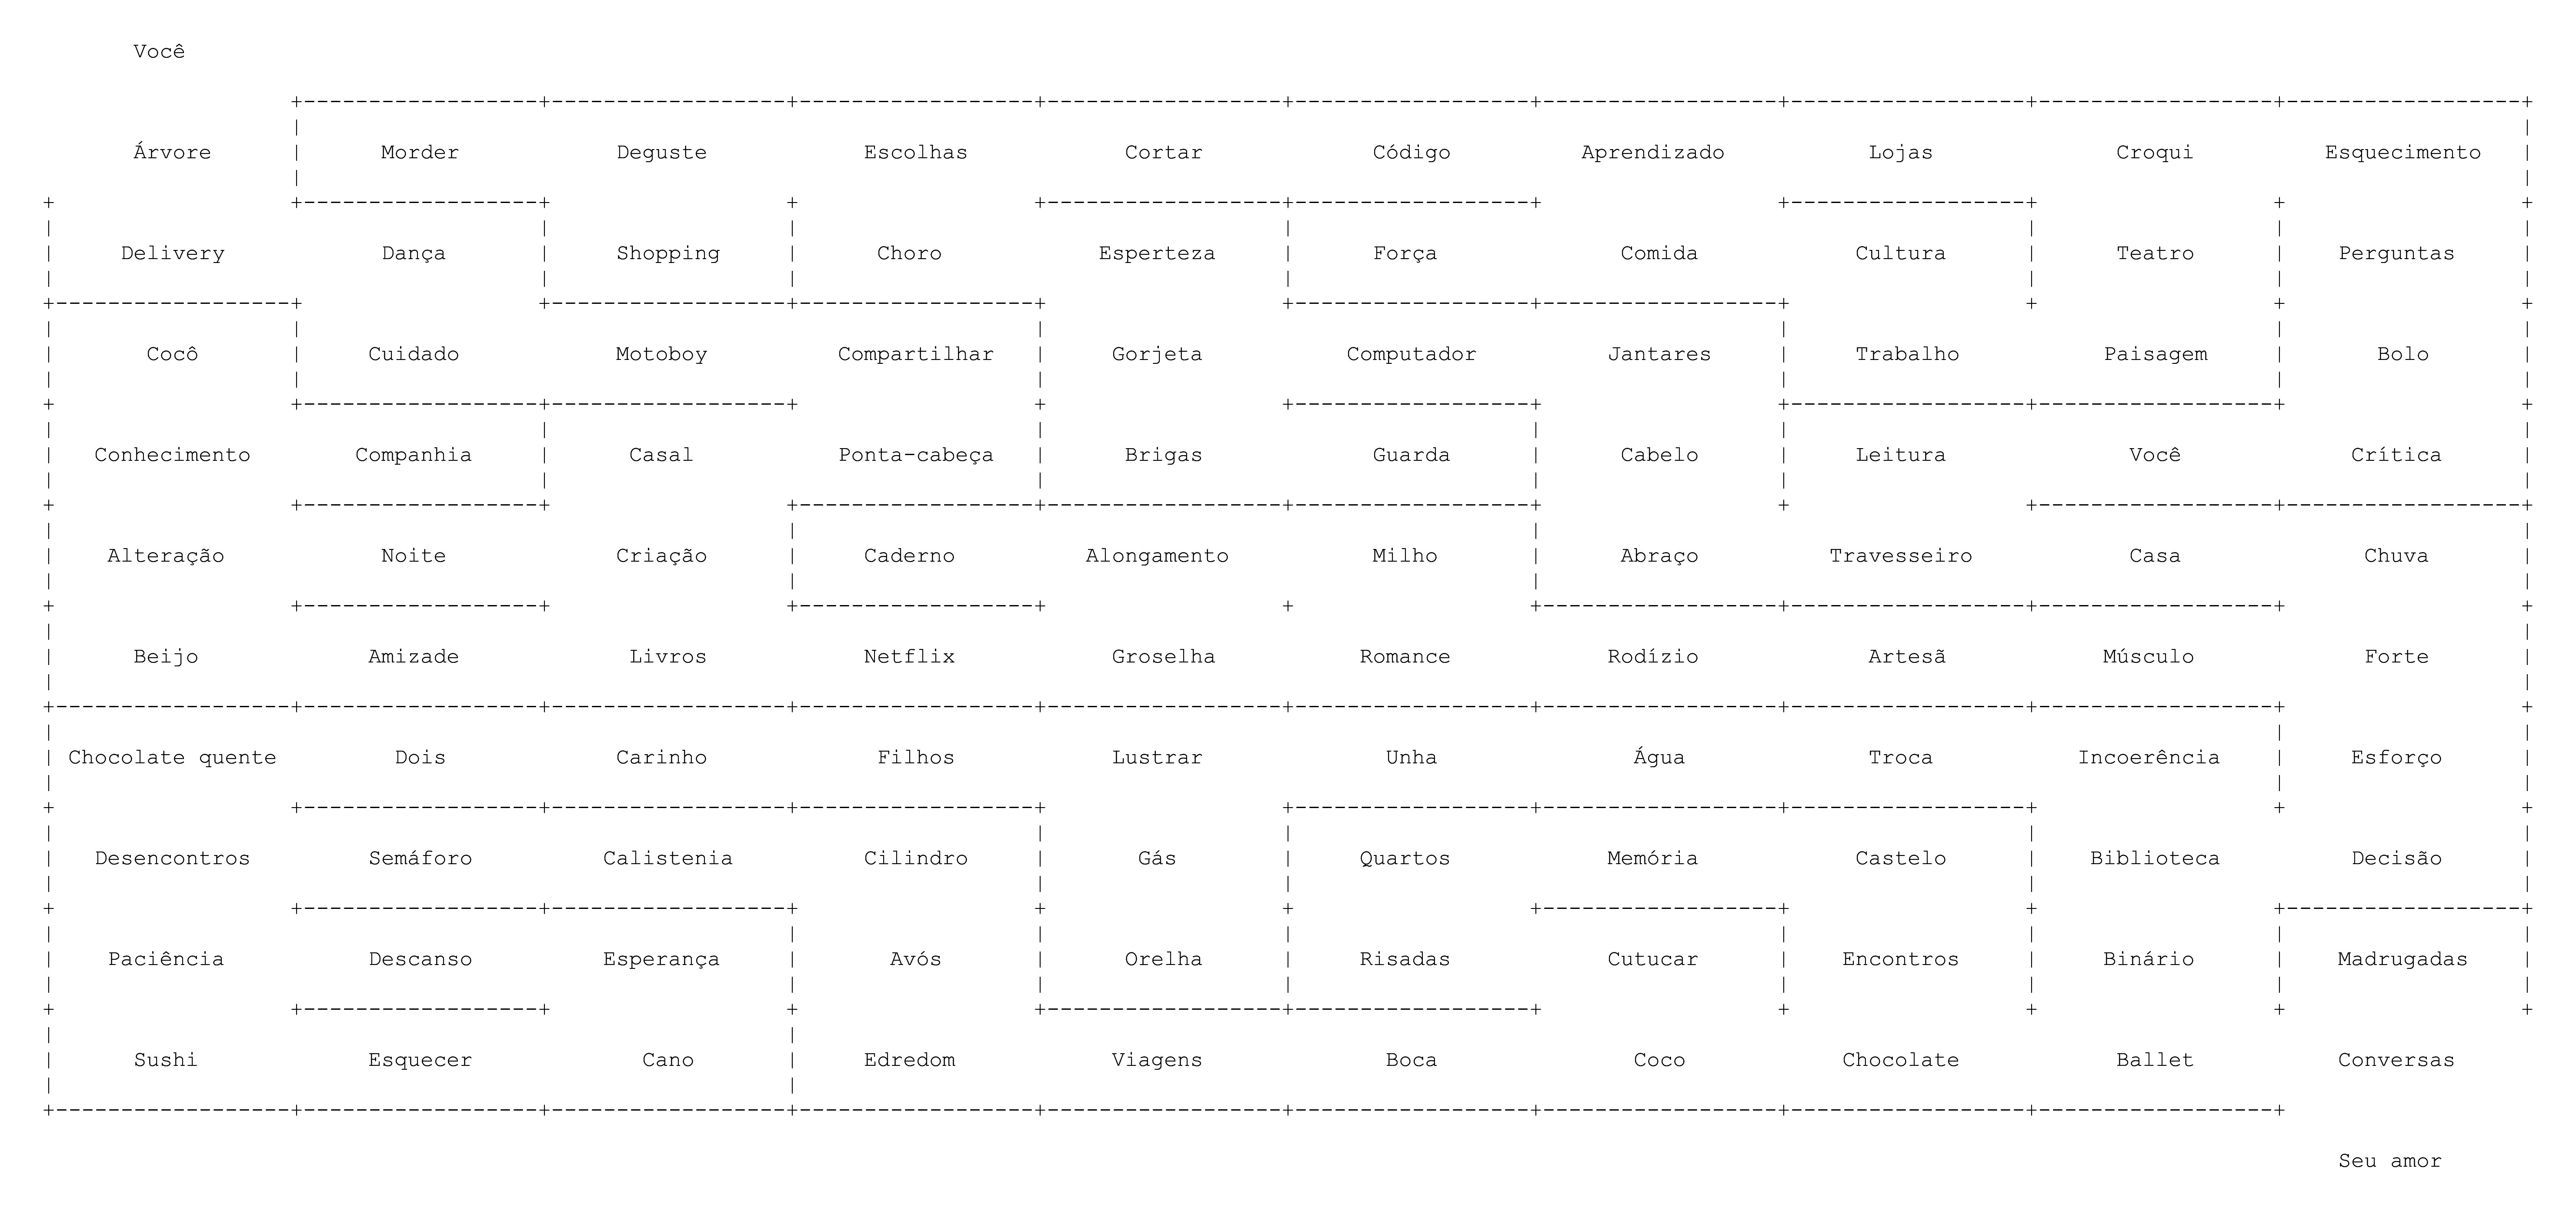 Você
Árvore Morder Deguste Escolhas Cortar Código Aprendizado Lojas Croqui Esquecimento
Delivery Dança Shopping Choro Esperteza Força Comida Cultura Teatro Perguntas
Cocô Cuidado Motoboy Compartilhar Gorjeta Computador Jantares Trabalho Paisagem Bolo
Conhecimento Companhia Casal Ponta-cabeça Brigas Guarda Cabelo Leitura Você Crítica
Alteração Noite Criação Caderno Alongamento Milho Abraço Travesseiro Casa Chuva
Beijo Amizade Livros Netflix Groselha Romance Rodízio Artesã Músculo Forte
Chocolate quente Dois Carinho Filhos Lustrar Unha Água Troca Incoerência Esforço
Desencontros Semáforo Calistenia Cilindro Gás Quartos Memória Castelo Biblioteca Decisão
Paciência Descanso Esperança Avós Orelha Risadas Cutucar Encontros Binário Madrugadas
Sushi Esquecer Cano Edredom Viagens Boca Coco Chocolate Ballet Conversas
Seu amor